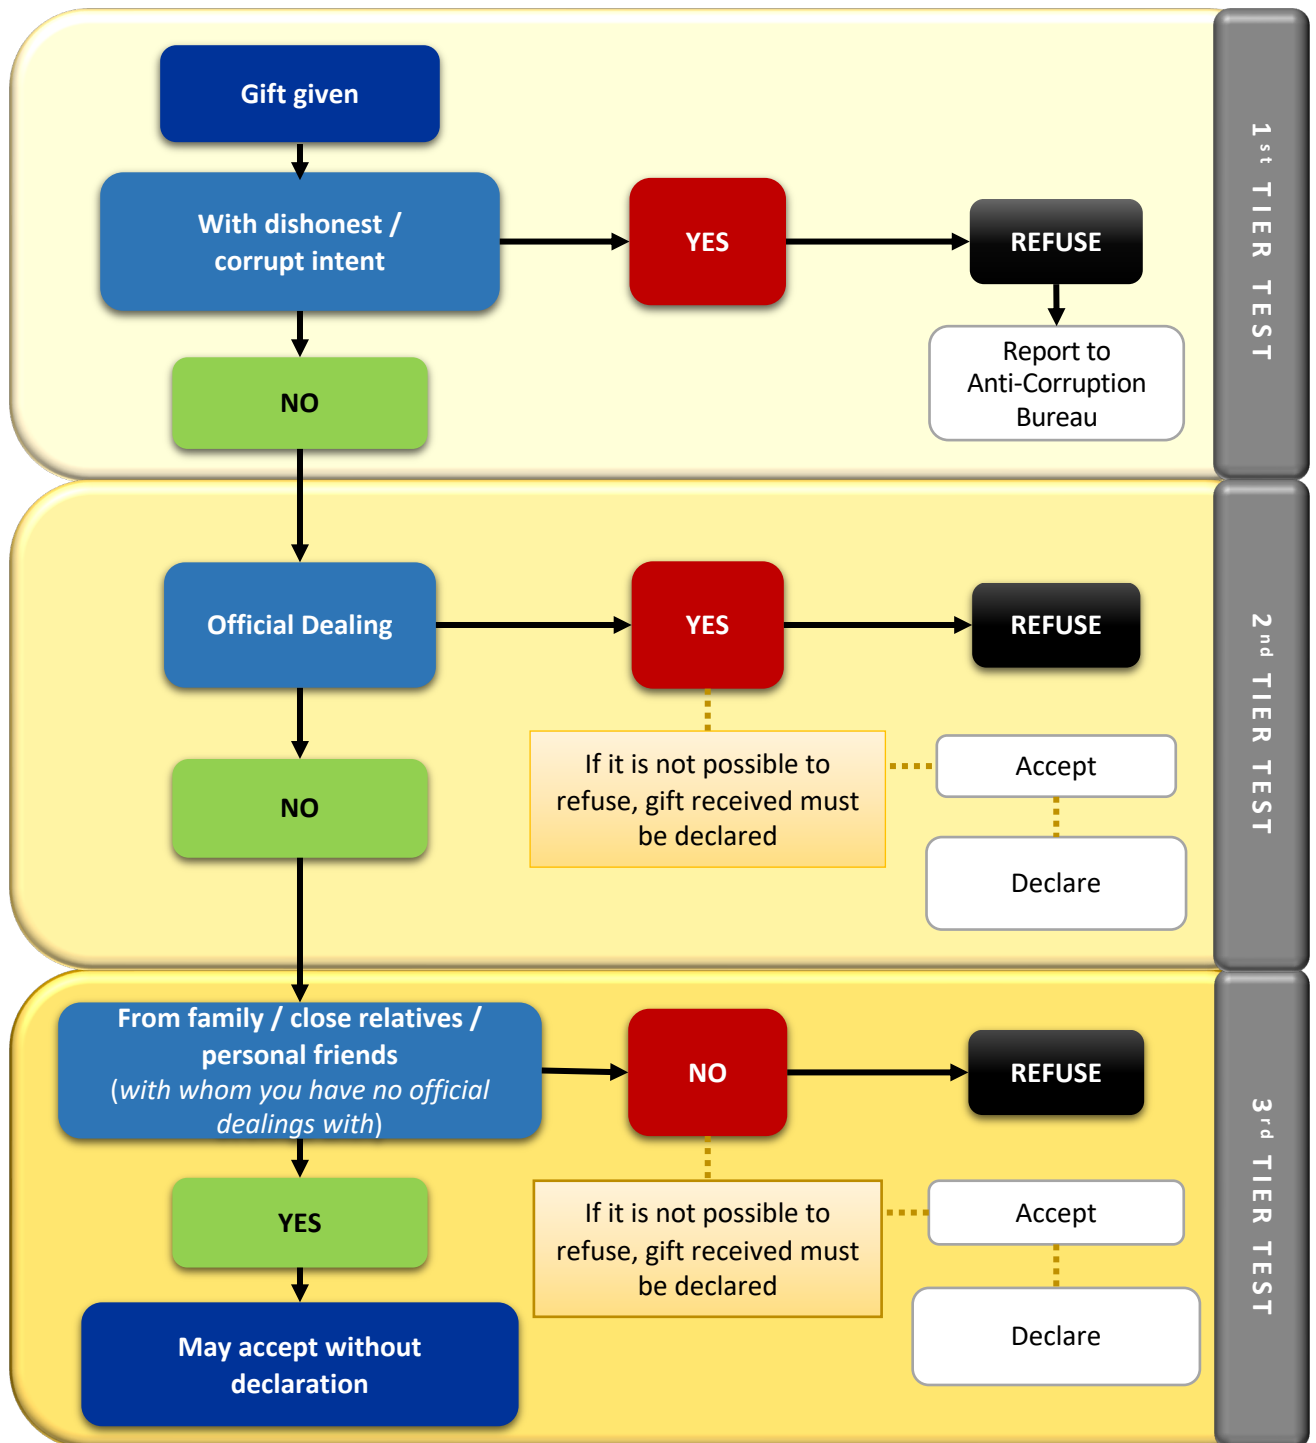 Gift given
With dishonest /
corrupt intent
YES
REFUSE
Report to
Anti-Corruption
Bureau
NO
1st TIER TEST
Official Dealing
YES
REFUSE
NO
If it is not possible to
refuse, gift received must
be declared
Accept
Declare
2nd TIER TEST
From family / close relatives /
personal friends
(with whom you have no official
dealings with)
NO
REFUSE
YES
If it is not possible to
refuse, gift received must
be declared
Accept
Declare
May accept without
declaration
3rd TIER TEST